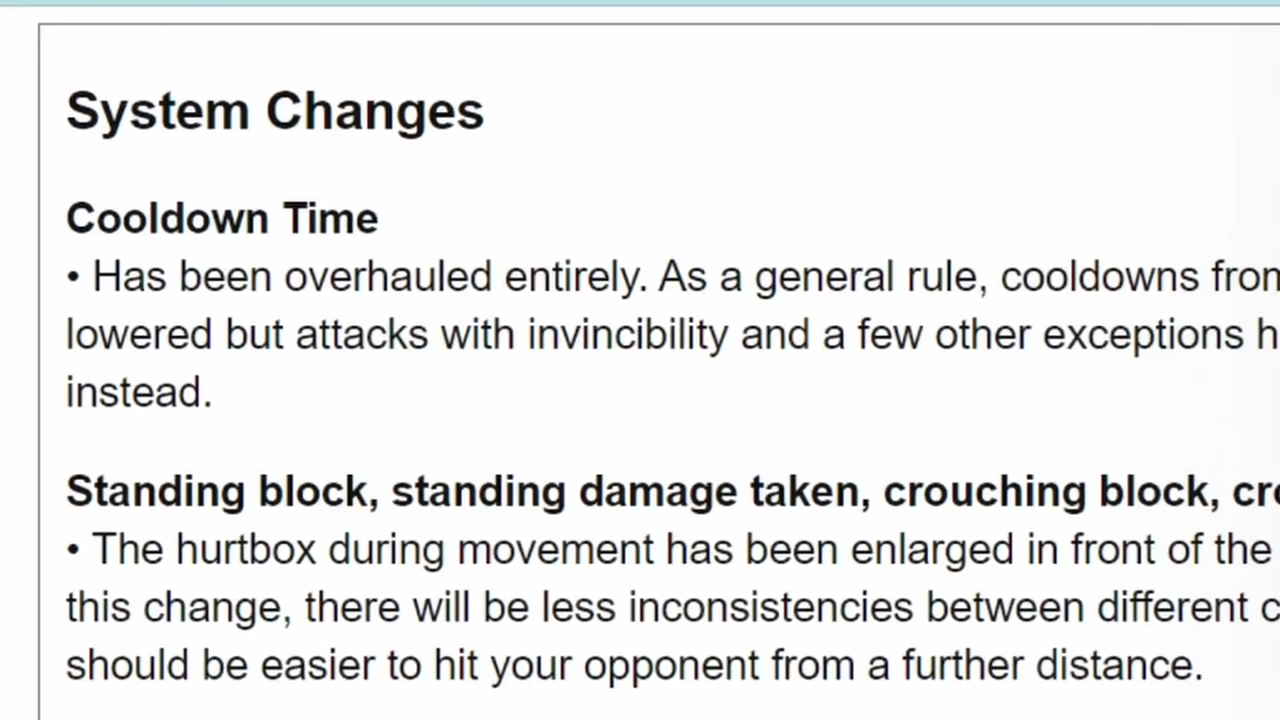 System Changes
Cooldown Time
• Has been overhauled entirely. As a general rule, cooldowns
lowered but attacks with invincibility and a few other exceptions
instead.
Standing block, standing damage taken, crouching block,
• The hurtbox during movement has been enlarged in front of the
this change, there will be less inconsistencies between different
should be easier to hit your opponent from a further distance.